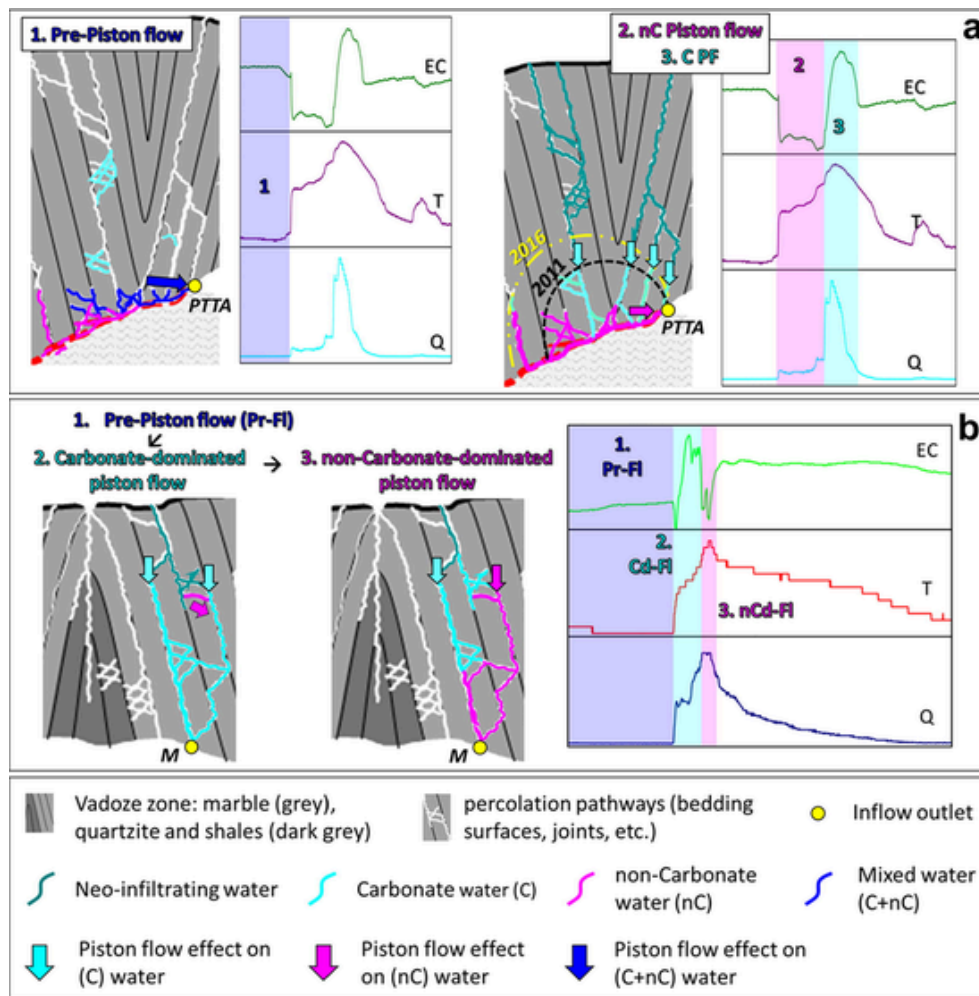 a
1. Pre-Piston flow
EC
1
T
Q
PTTA
2. nC Piston flow
3. C PF
2016
2011
PTTA
2
3
EC
T
Q
b
1. Pre-Piston flow (Pr-Fl)
2. Carbonate-dominated
piston flow
3. non-Carbonate-dominated
piston flow
M
M
1.
Pr-Fl
EC
2.
Cd-Fl
T
3. nCd-Fl
Q
Vadoze zone: marble (grey),
quartzite and shales (dark grey)
percolation pathways (bedding
surfaces, joints, etc.)
Inflow outlet
Neo-infiltrating water
Carbonate water (C)
non-Carbonate
water (nC)
Mixed water
(C+nC)
Piston flow effect on
(C) water
Piston flow effect
on (nC) water
Piston flow effect on
(C+nC) water